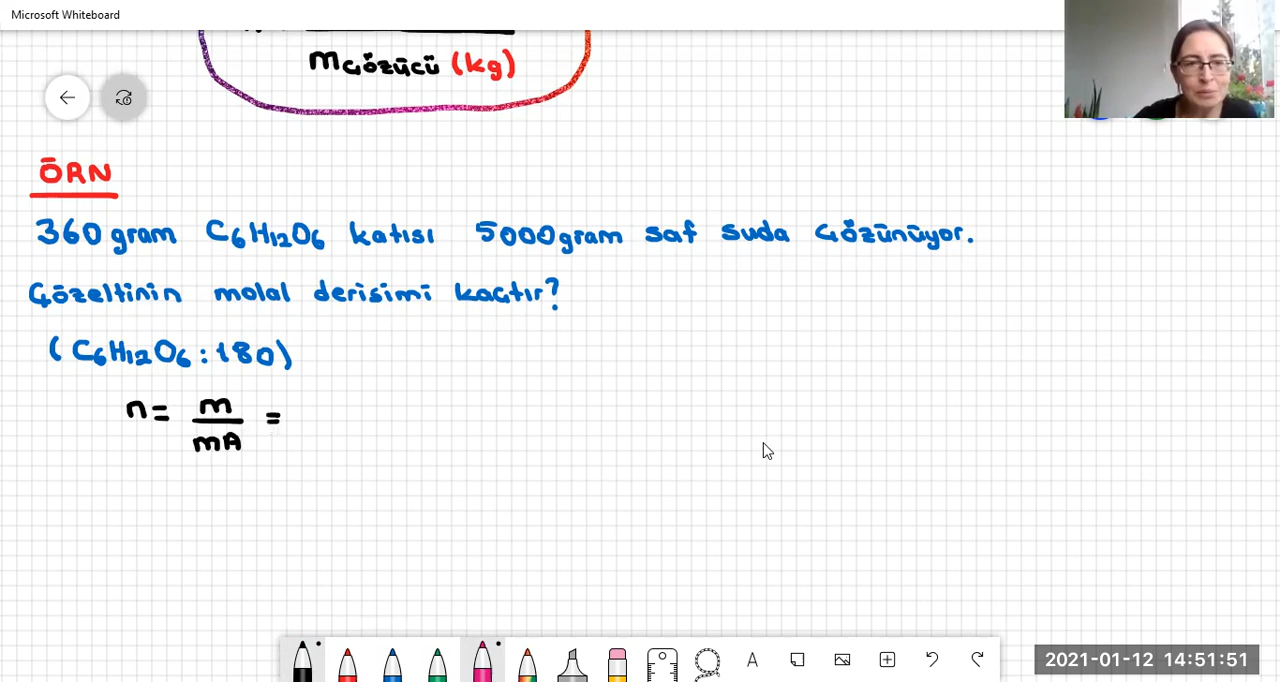 Microsoft Whiteboard
mçözücü (kg)
ÖRN
360 gram C6H12O6 katısı 5000 gram saf suda çözünüyor.
Çözeltinin molal derişimi kaçtır?
(C6H12O6 : 180)
n = m =
mA
A
2021-01-12 14:51:51